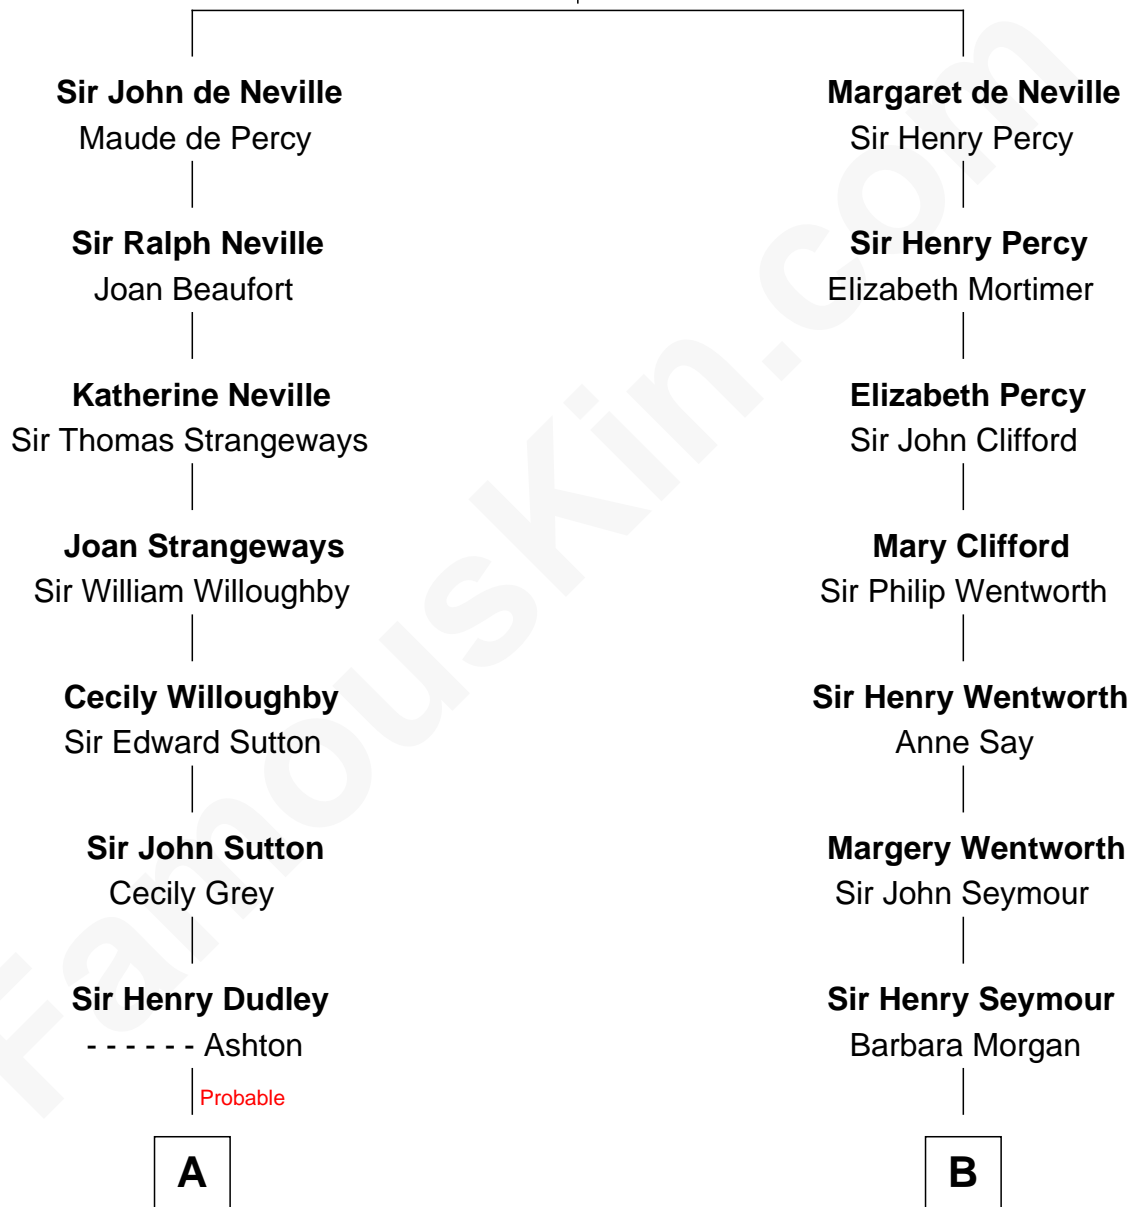 Sir John de Neville
Maude de Percy
Sir Ralph Neville
Joan Beaufort
Katherine Neville
Sir Thomas Strangeways
Joan Strangeways
Sir William Willoughby
Cecily Willoughby
Sir Edward Sutton
Sir John Sutton
Cecily Grey
Sir Henry Dudley
- - - - - - Ashton
Probable
A
Margaret de Neville
Sir Henry Percy
Sir Henry Percy
Elizabeth Mortimer
Elizabeth Percy
Sir John Clifford
Mary Clifford
Sir Philip Wentworth
Sir Henry Wentworth
Anne Say
Margery Wentworth
Sir John Seymour
Sir Henry Seymour
Barbara Morgan
B
FamousKin.com